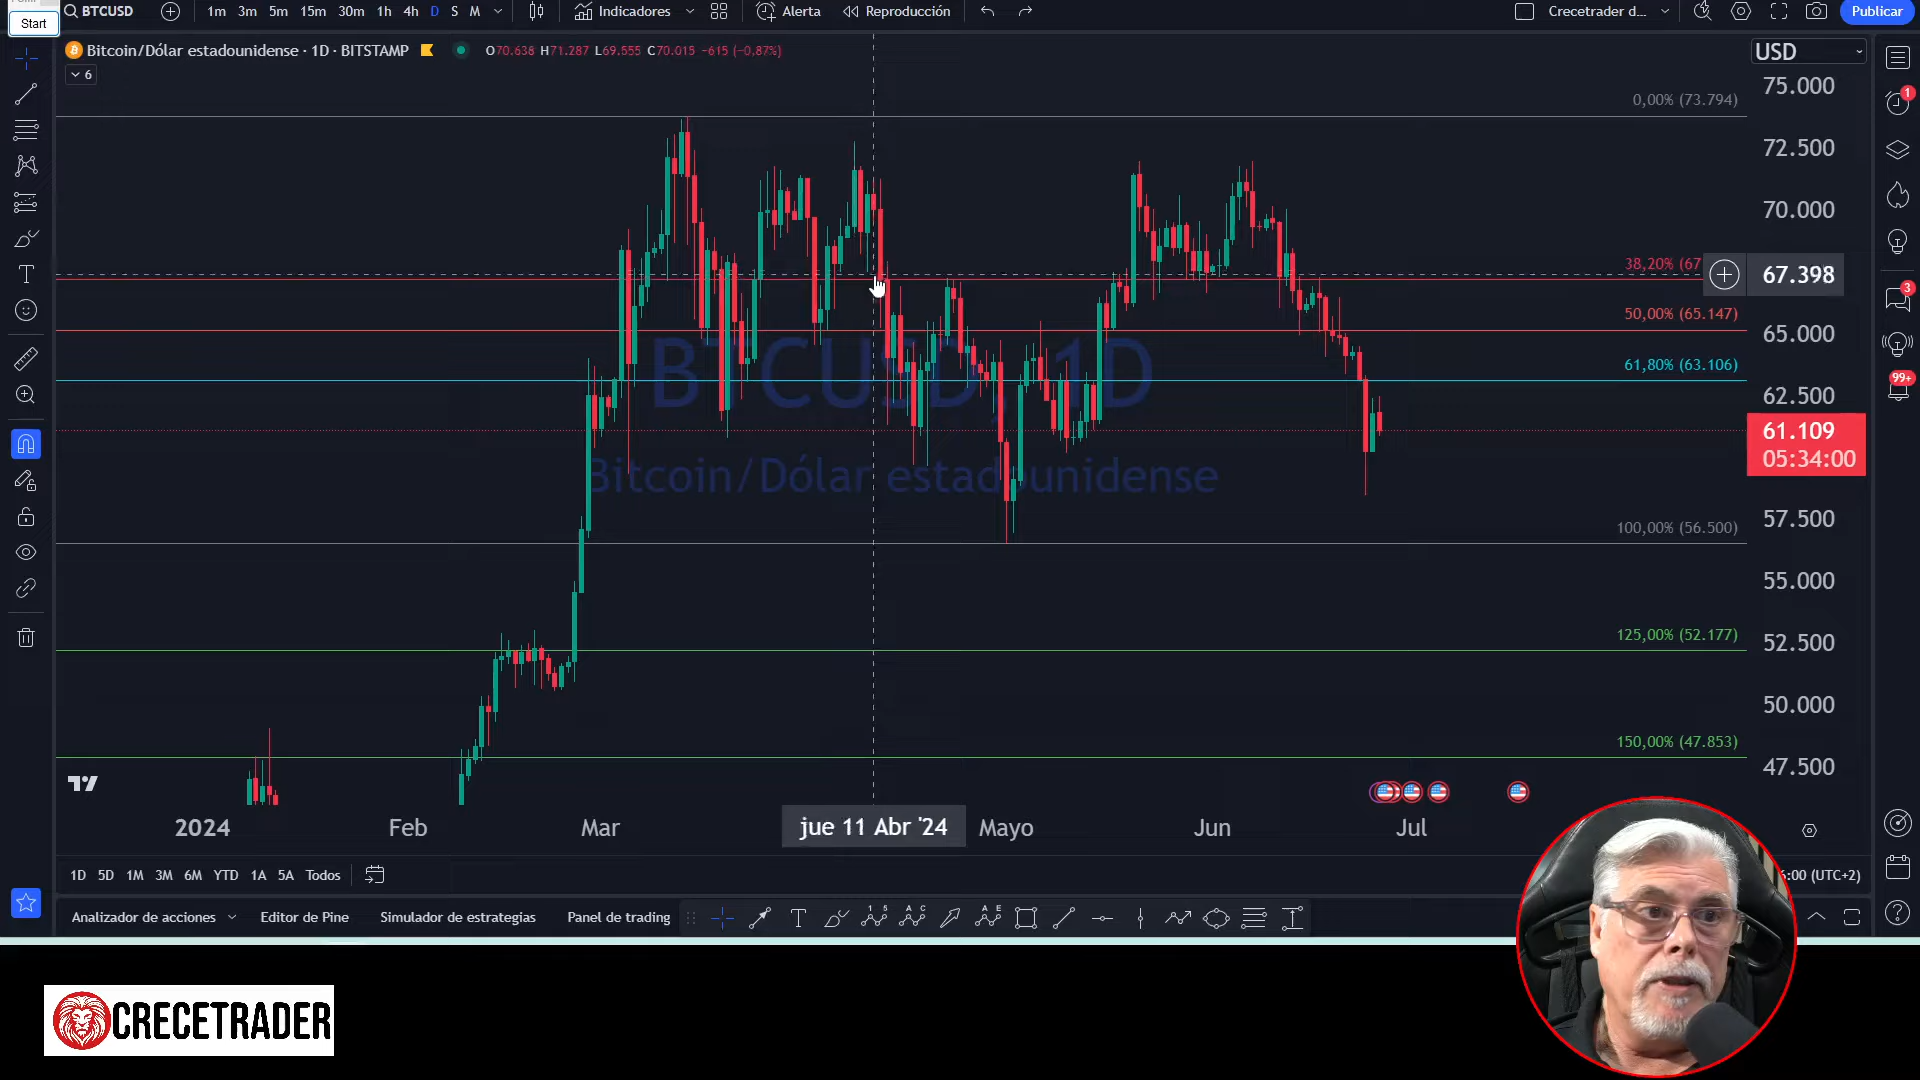 Start
BTCUSD 1m 3m 5m 15m 30m 1h 4h D S M Indicadores Alerta Reproducción Crecetrader d... Publicar
Bitcoin/Dólar estadounidense · 1D · BITSTAMP O70.638 H71.287 L69.555 C70.015 -615 (-0,87%)
USD
6
75.000
0,00% (73.794)
1
72.500
70.000
38,20% (67
67.398
3
50,00% (65.147)
65.000
BTCUSD, 1D
61,80% (63.106)
99+
62.500
61.109
05:34:00
Bitcoin/Dólar estadounidense
57.500
100,00% (56.500)
55.000
125,00% (52.177)
52.500
50.000
150,00% (47.853)
47.500
2024 Feb Mar jue 11 Abr '24 Mayo Jun Jul
1D 5D 1M 3M 6M YTD 1A 5A Todos
:00 (UTC+2)
Analizador de acciones Editor de Pine Simulador de estrategias Panel de trading
CRECETRADER